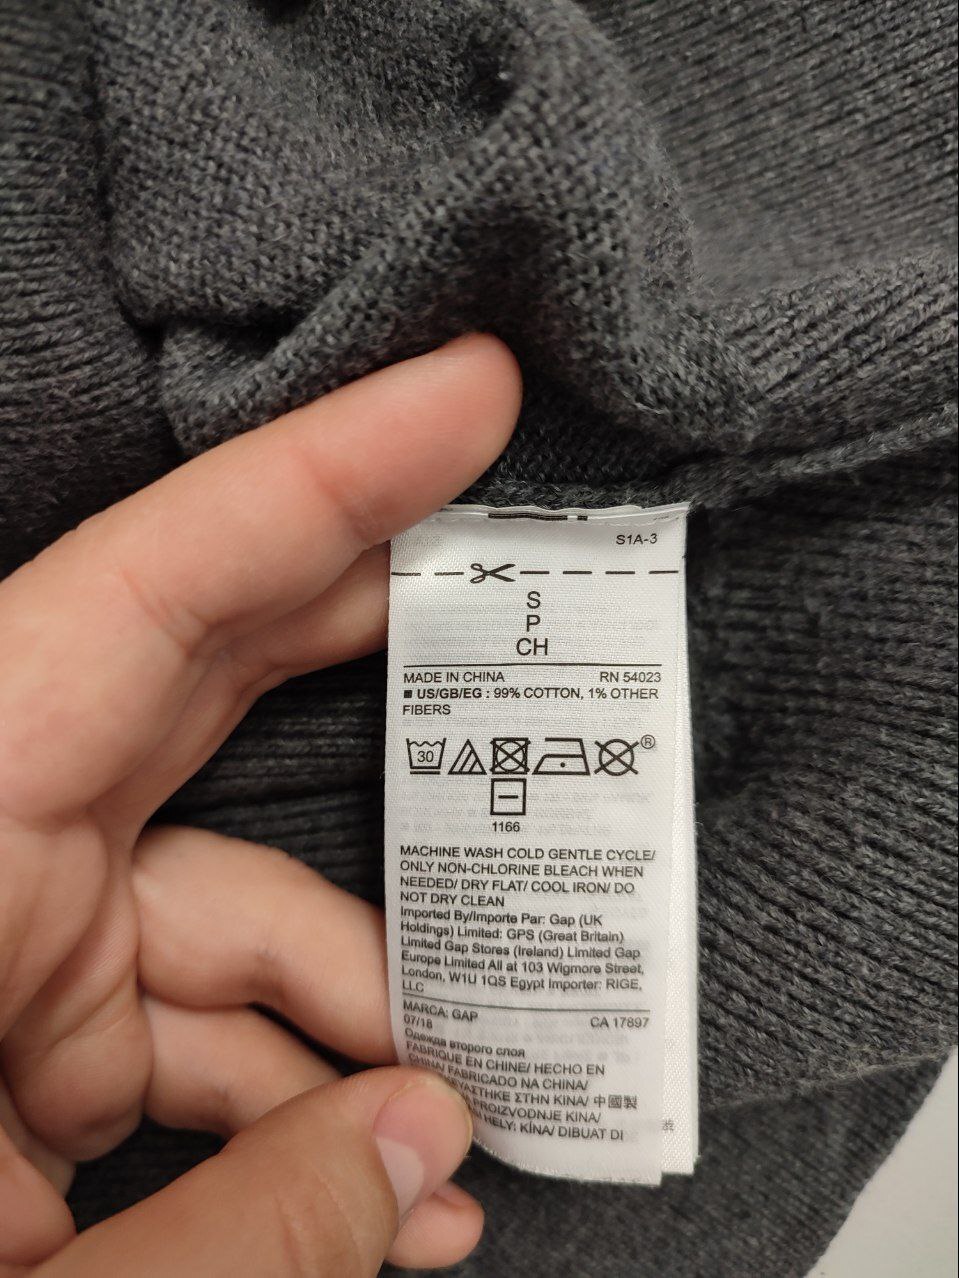 S1A-3
S
P
CH
MADE IN CHINA RN 54023
US/GB/EG : 99% COTTON, 1% OTHER
FIBERS
30
®
1166
MACHINE WASH COLD GENTLE CYCLE/
ONLY NON-CHLORINE BLEACH WHEN
NEEDED/ DRY FLAT/ COOL IRON/ DO
NOT DRY CLEAN
Imported By/Importe Par: Gap (UK
Holdings) Limited: GPS (Great Britain)
Limited Gap Stores (Ireland) Limited Gap
Europe Limited All at 103 Wigmore Street,
London, W1U 1QS Egypt Importer: RIGE,
LLC
MARCA: GAP CA 17897
07/18
Одежда второго слоя
FABRIQUE EN CHINE/ HECHO EN
CHINA/ FABRICADO NA CHINA/
ΣΤΗΝ ΚΙΝΑ/ 中國製
PROIZVODNJE KINA/
HELY: KÍNA/ DIBUAT DI